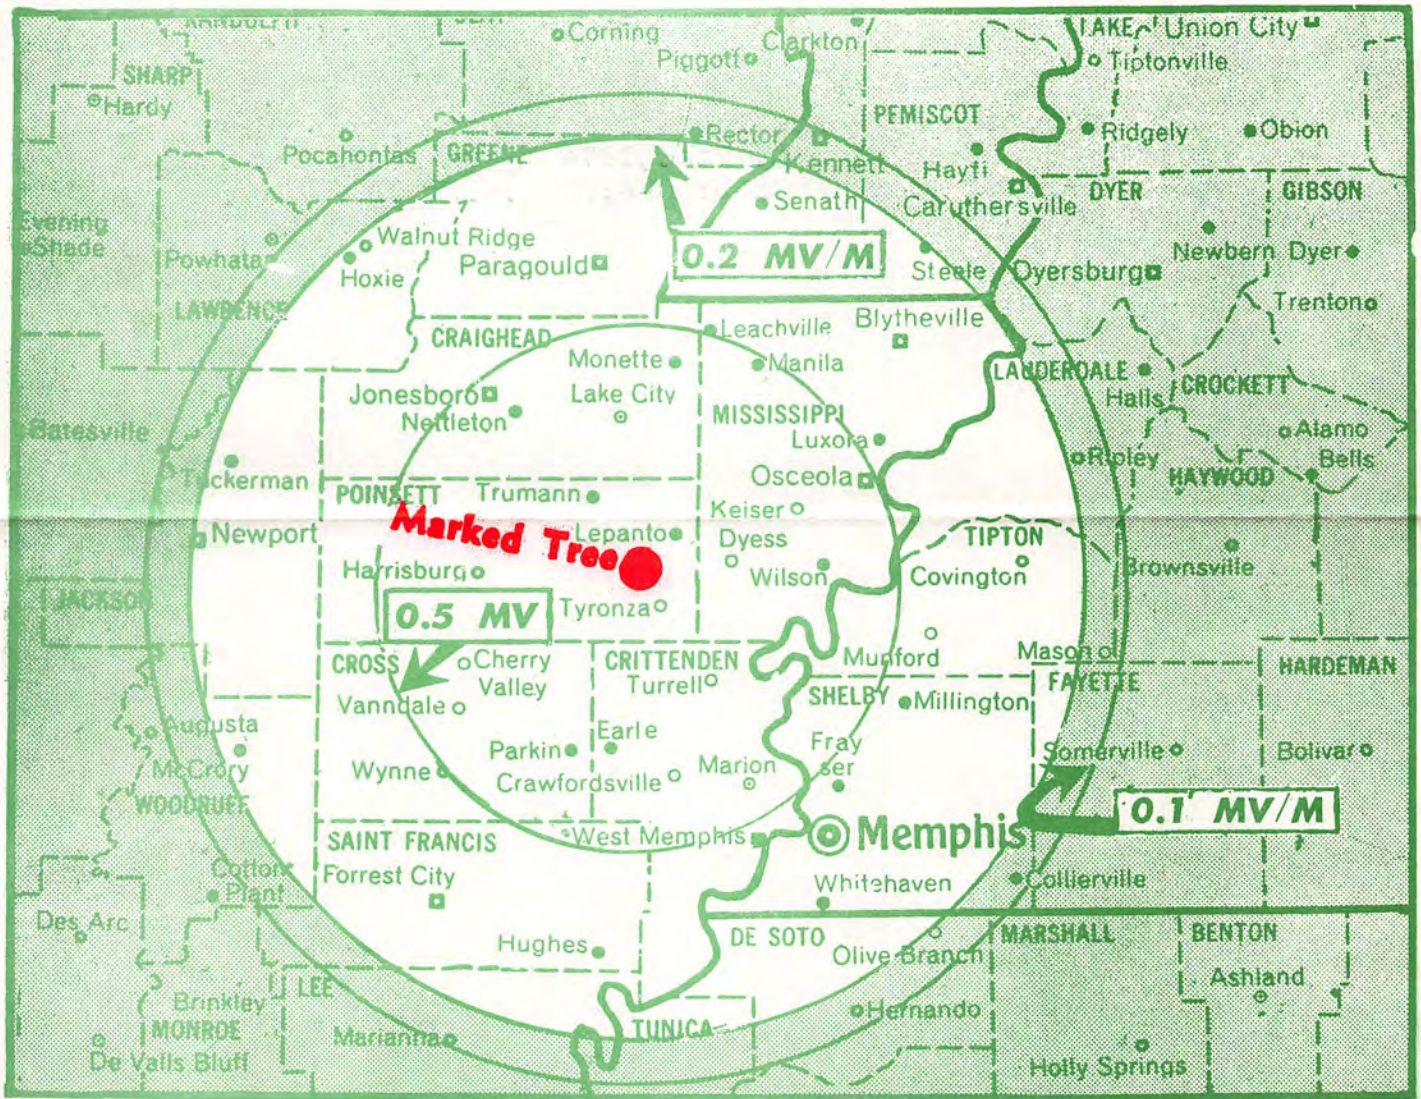 RANDOLPH
Corning
Clarkton
LAKE
Union City
Piggott
Tiptonville
SHARP
Hardy
PEMISCOT
Rector
Ridgely
Obion
Pocahontas
GREENE
Kennett
Hayti
DYER
GIBSON
Senath
Caruthersville
Evening
Shade
Walnut Ridge
Powhatan
Hoxie
Paragould
0.2 MV/M
Steele
Dyersburg
Newbern
Dyer
LAWRENCE
Trenton
CRAIGHEAD
Leachville
Blytheville
Monette
Manila
LAUDERDALE
Halls
CROCKETT
Jonesboro
Lake City
Nettleton
MISSISSIPPI
Luxora
Alamo
Batesville
Tuckerman
Ripley
Bells
POINSETT
Trumann
Osceola
HAYWOOD
Keiser
Marked Tree
Newport
Lepanto
Dyess
TIPTON
Harrisburg
Wilson
Covington
Brownsville
JACKSON
0.5 MV
Tyronza
CROSS
Cherry
Valley
CRITTENDEN
Turrell
Munford
Mason
HARDEMAN
FAYETTE
Vanndale
SHELBY
Millington
Augusta
Earle
Parkin
Fray
ser
Somerville
Bolivar
McCrory
Wynne
Crawfordsville
Marion
WOODRUFF
0.1 MV/M
SAINT FRANCIS
West Memphis
Memphis
Cotton
Plant
Forrest City
Whitehaven
Collierville
Des Arc
Hughes
DE SOTO
Olive Branch
MARSHALL
BENTON
Ashland
LEE
Brinkley
MONROE
Marianna
TUNICA
Hernando
De Valls Bluff
Holly Springs